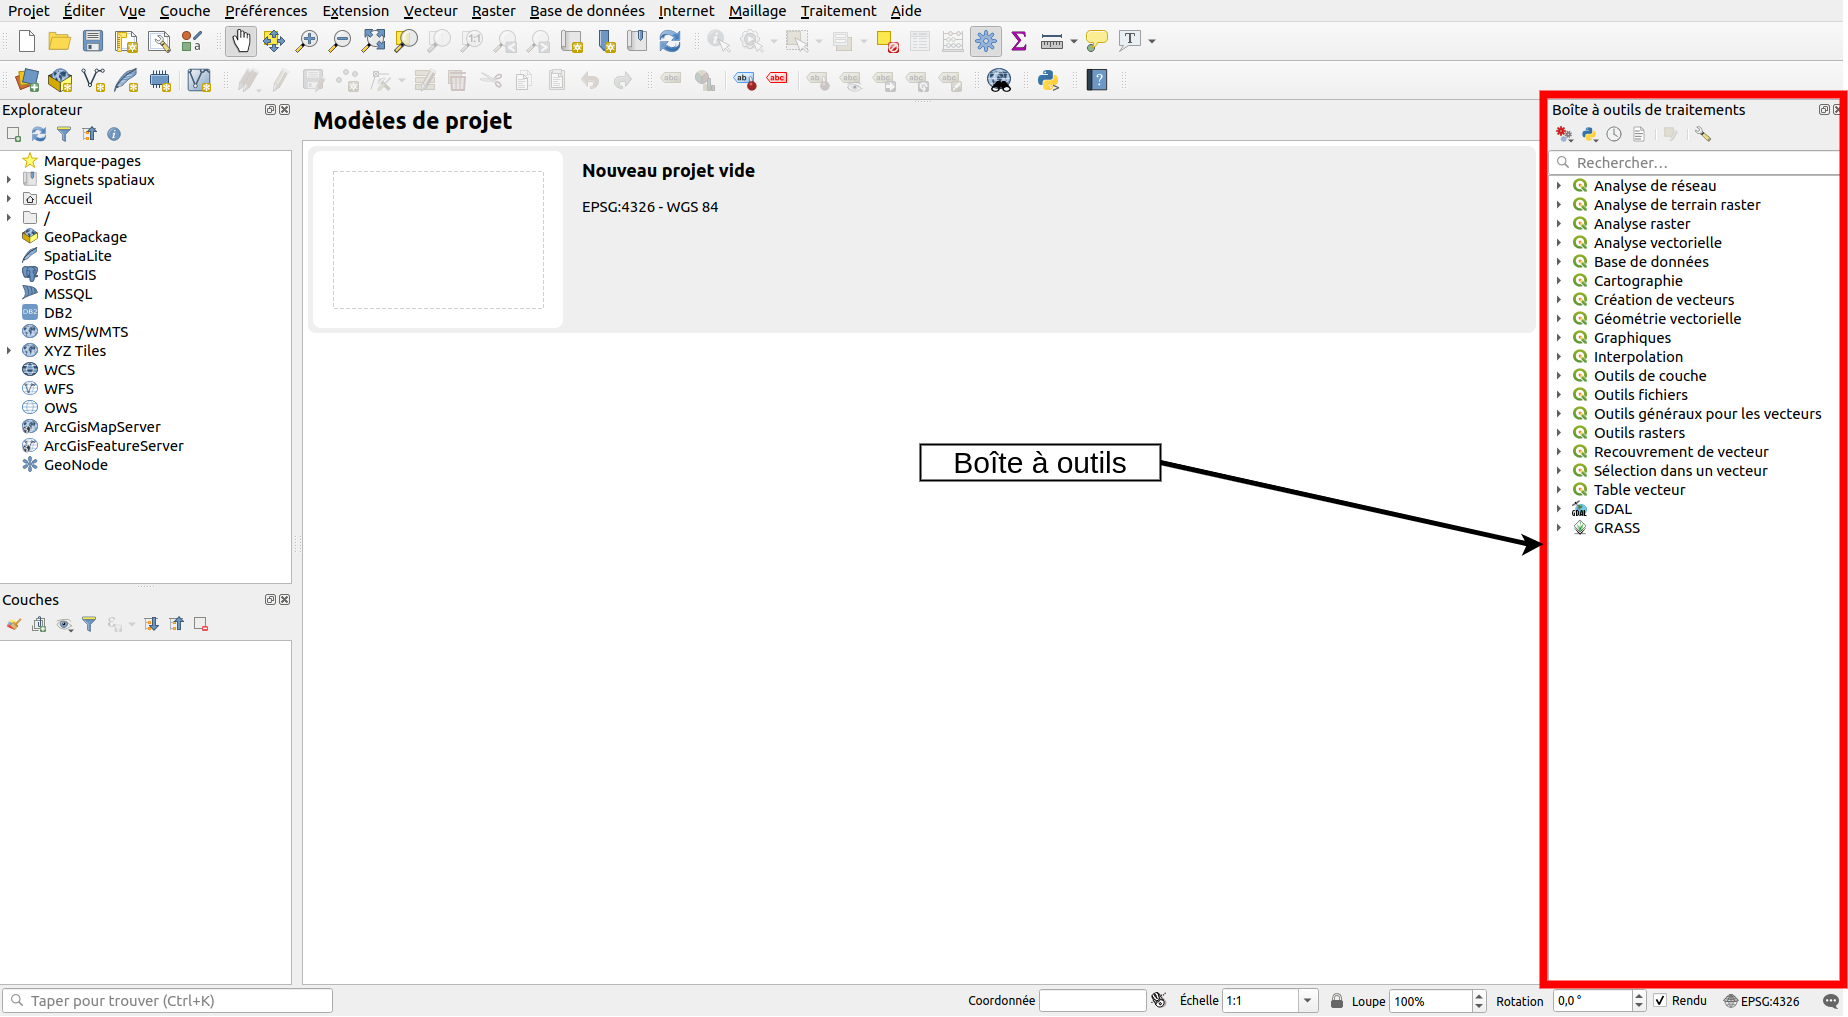 Projet Éditer Vue Couche Préférences Extension Vecteur Raster Base de données Internet Maillage Traitement Aide
Explorateur
Marque-pages
Signets spatiaux
Accueil
/
GeoPackage
SpatiaLite
PostGIS
MSSQL
DB2
WMS/WMTS
XYZ Tiles
WCS
WFS
OWS
ArcGisMapServer
ArcGisFeatureServer
GeoNode
Couches
Modèles de projet
Nouveau projet vide
EPSG:4326 - WGS 84
Boîte à outils
Boîte à outils de traitements
Rechercher…
Analyse de réseau
Analyse de terrain raster
Analyse raster
Analyse vectorielle
Base de données
Cartographie
Création de vecteurs
Géométrie vectorielle
Graphiques
Interpolation
Outils de couche
Outils fichiers
Outils généraux pour les vecteurs
Outils rasters
Recouvrement de vecteur
Sélection dans un vecteur
Table vecteur
GDAL
GRASS
Taper pour trouver (Ctrl+K)
Coordonnée
Échelle 1:1
Loupe 100%
Rotation 0,0 °
Rendu
EPSG:4326